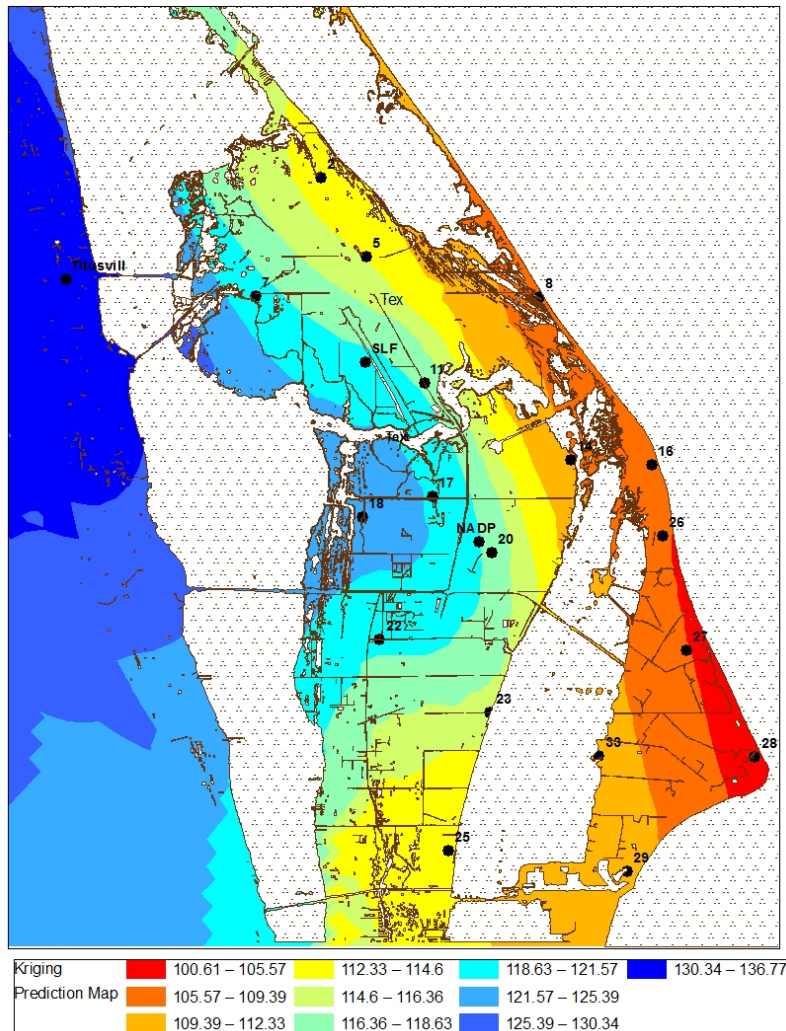 2
5
Titusvill
7
8
Tex
SLF
11
Text
14
16
17
18
26
NADP
20
22
27
23
33
28
25
29
Kriging
Prediction Map
100.61 – 105.57
105.57 – 109.39
109.39 – 112.33
112.33 – 114.6
114.6 – 116.36
116.36 – 118.63
118.63 – 121.57
121.57 – 125.39
125.39 – 130.34
130.34 – 136.77